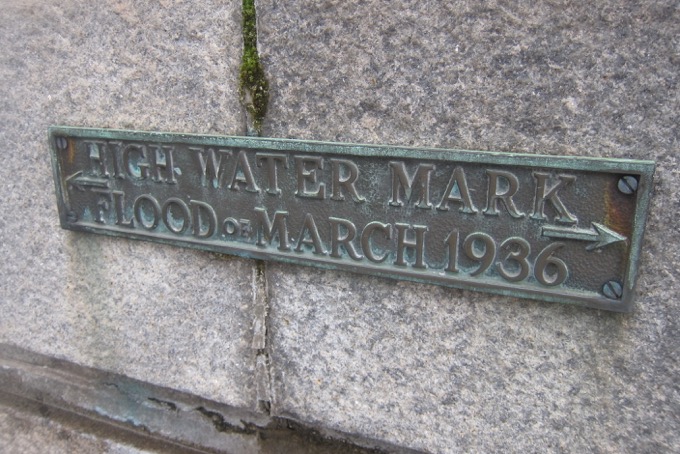 HIGH WATER MARK
FLOOD OF MARCH 1936